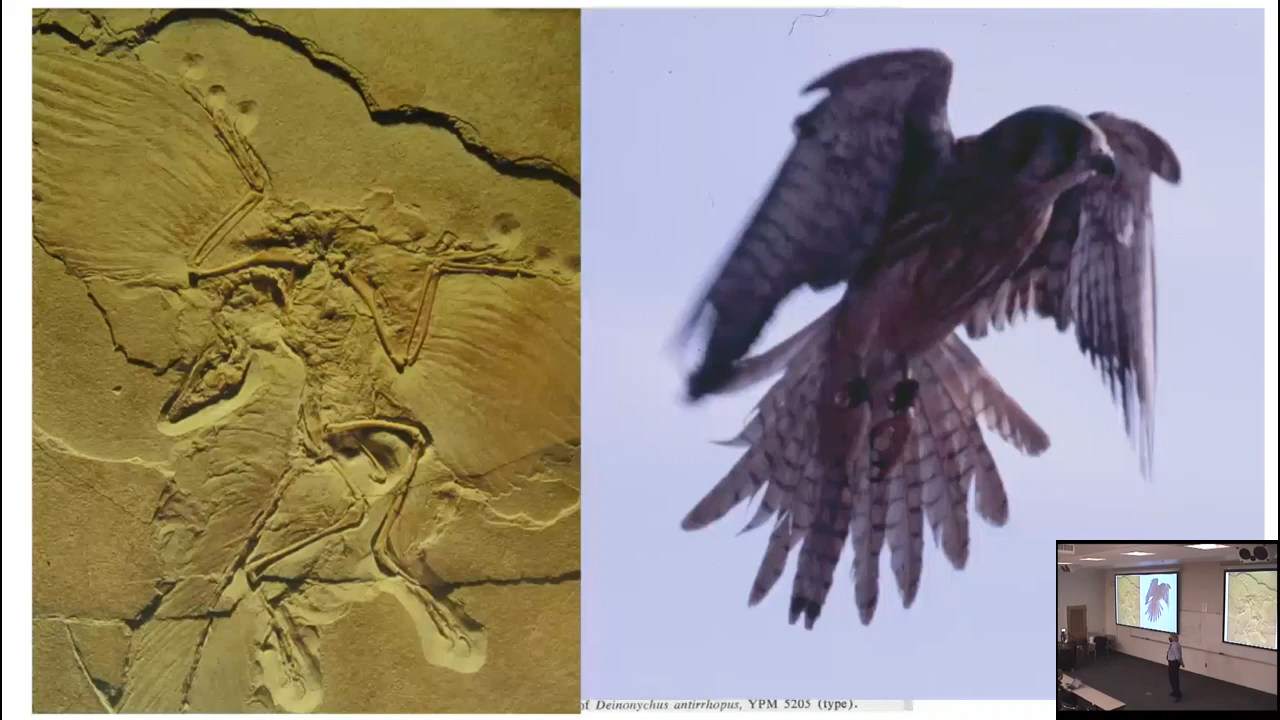 of Deinonychus antirrhopus, YPM 5205 (type).